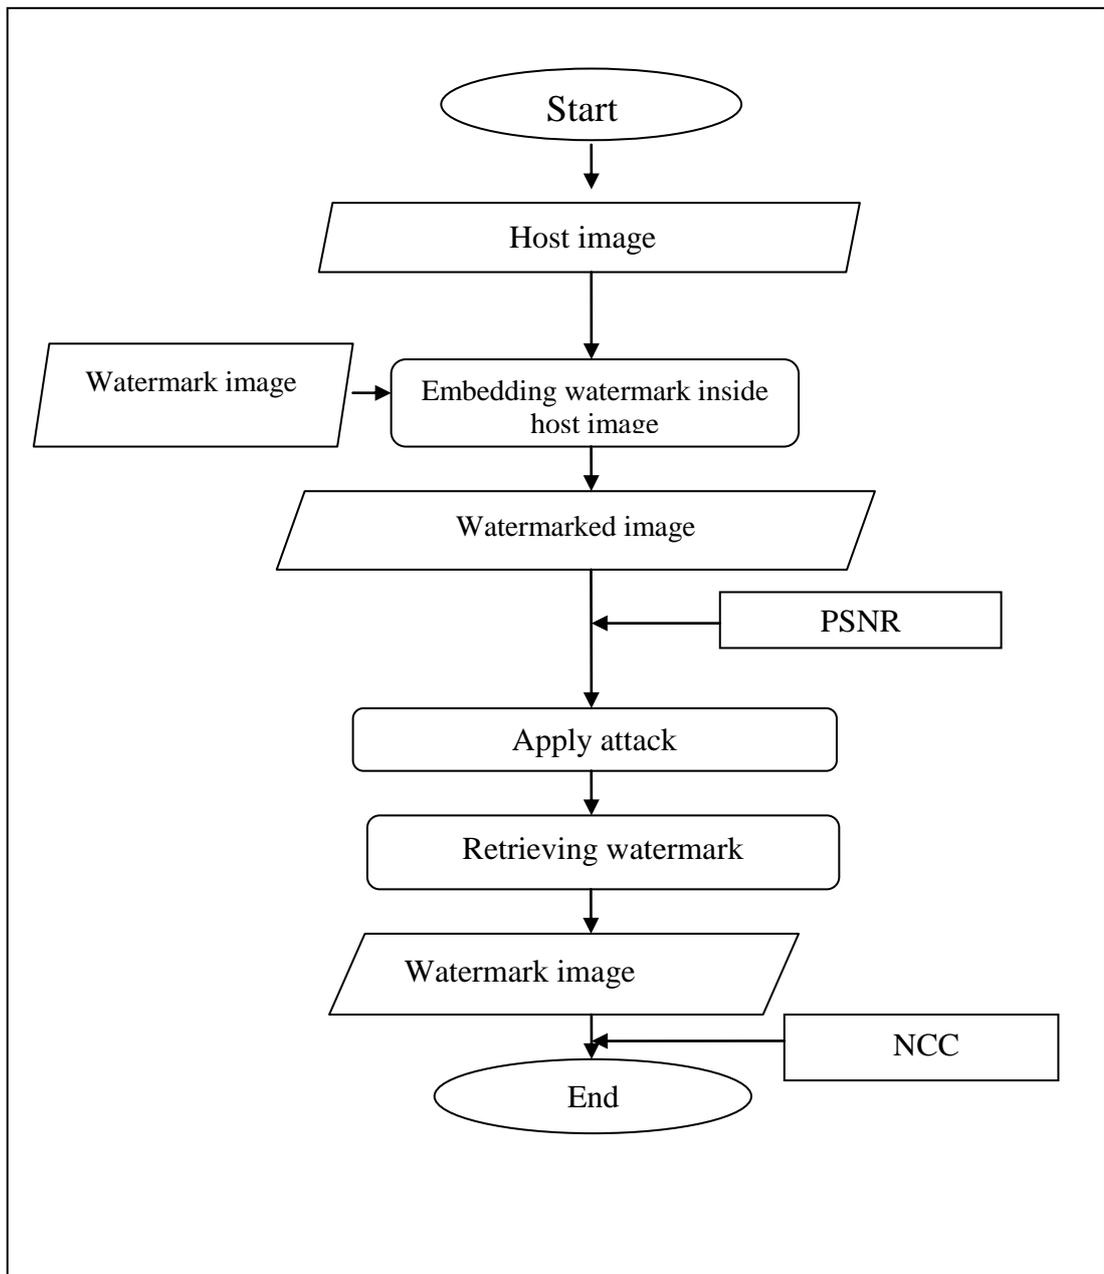 Start
Host image
Watermark image
Embedding watermark inside
host image
Watermarked image
PSNR
Apply attack
Retrieving watermark
Watermark image
NCC
End